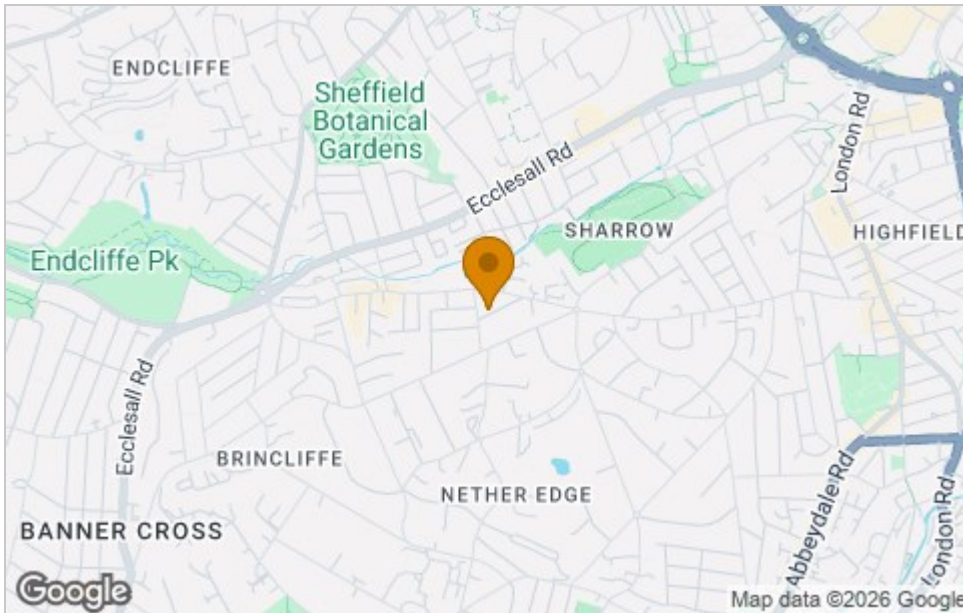 ENDCLIFFE
Sheffield
Botanical
Gardens
Ecclesall Rd
London Rd
SHARROW
HIGHFIELD
Endcliffe Pk
Ecclesall Rd
BRINCLIFFE
NETHER EDGE
BANNER CROSS
Abbeydale Rd
London Rd
Google
Map data ©2026 Google